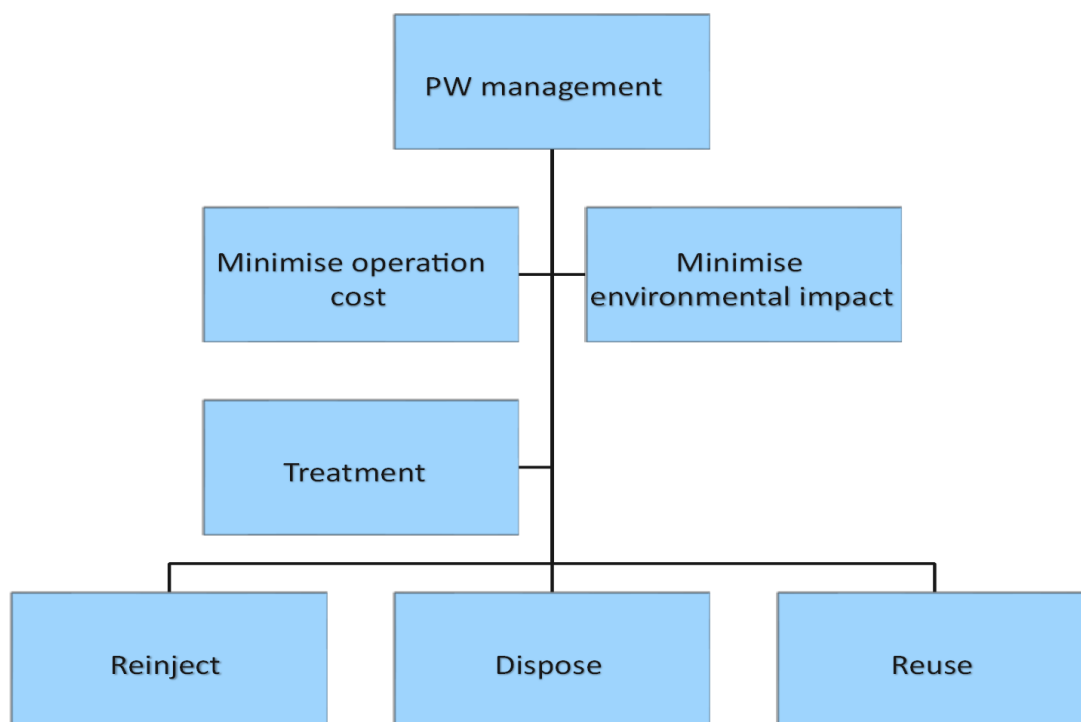 PW management
Minimise operation
cost
Minimise
environmental impact
Treatment
Reinject
Dispose
Reuse